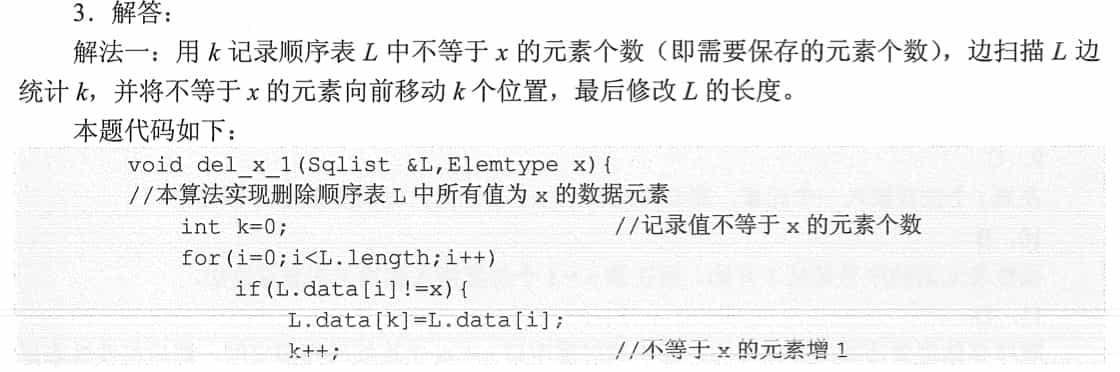 3. 解答：
解法一：用 k 记录顺序表 L 中不等于 x 的元素个数（即需要保存的元素个数），边扫描 L 边
统计 k，并将不等于 x 的元素向前移动 k 个位置，最后修改 L 的长度。
本题代码如下：
void del_x_1(Sqlist &L,Elemtype x){
//本算法实现删除顺序表 L 中所有值为 x 的数据元素
int k=0; //记录值不等于 x 的元素个数
for(i=0;i<L.length;i++)
if(L.data[i]!=x){
L.data[k]=L.data[i];
k++; //不等于 x 的元素增 1